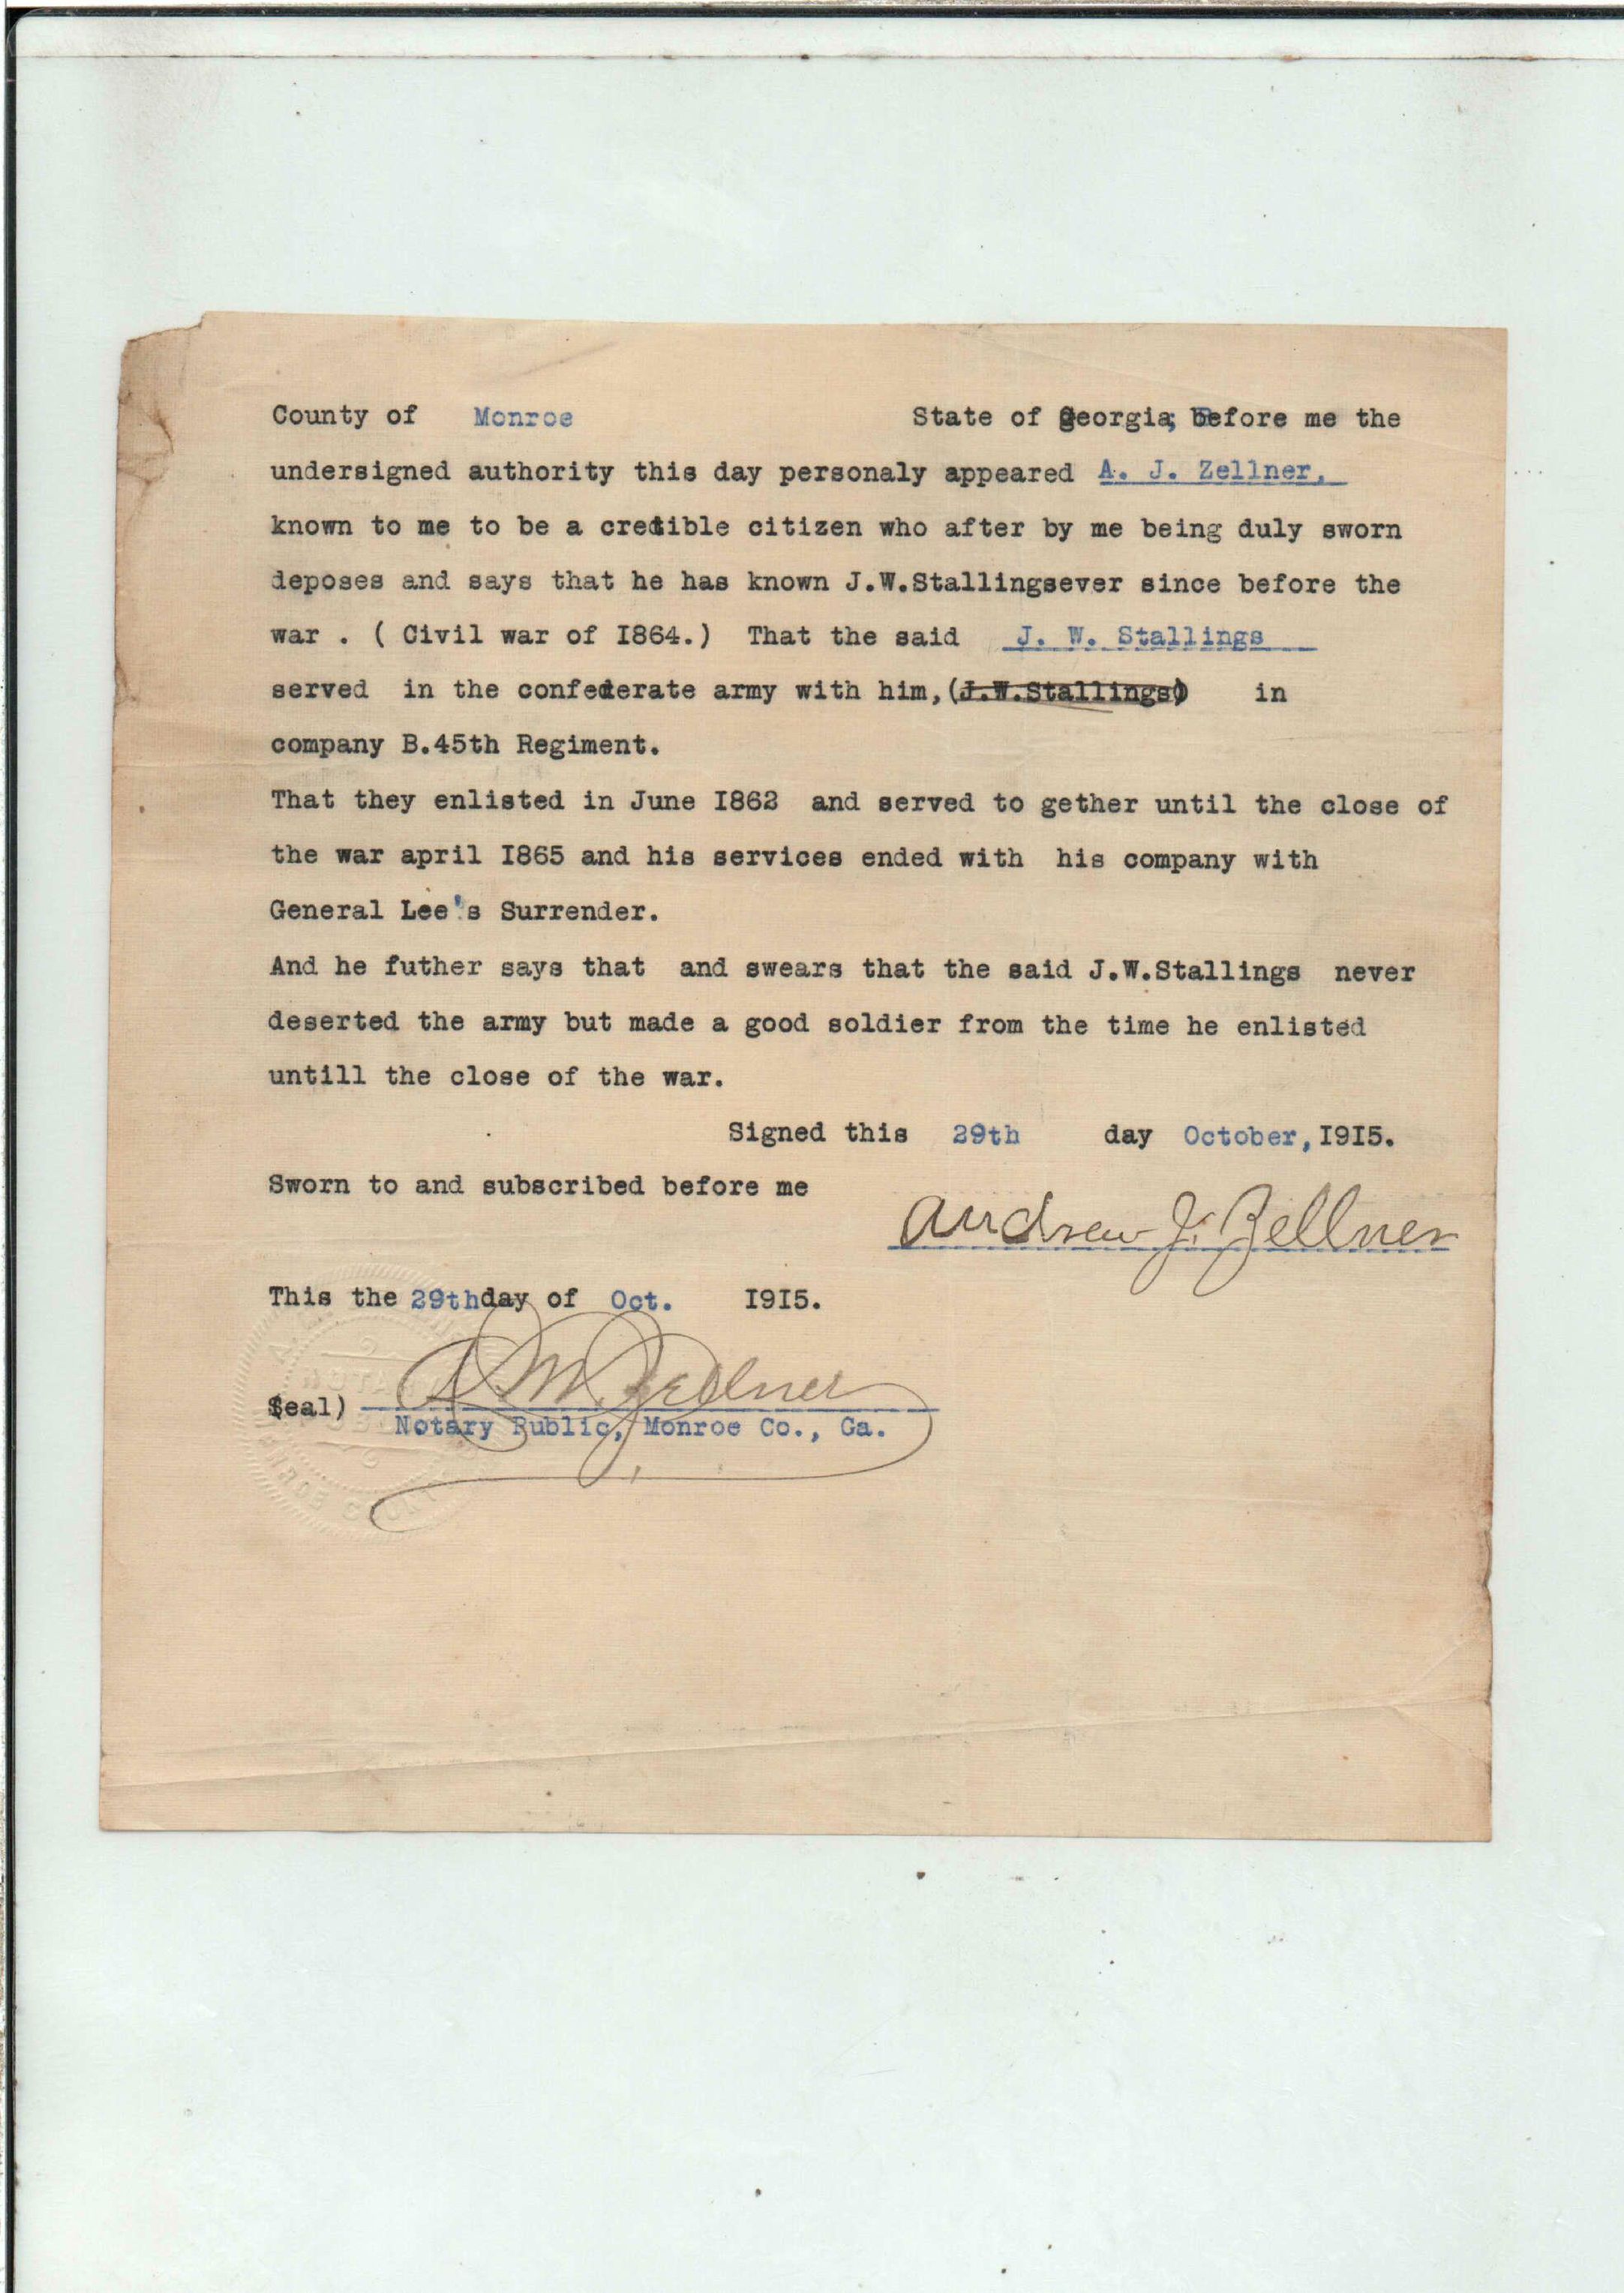 County of Monroe State of Georgia; Before me the
undersigned authority this day personaly appeared A. J. Zellner,
known to me to be a credible citizen who after by me being duly sworn
deposes and says that he has known J.W.Stallingsever since before the
war . ( Civil war of I864.) That the said J. W. Stallings
served in the confederate army with him,(J.W.Stallings) in
company B.45th Regiment.
That they enlisted in June I862 and served to gether until the close of
the war april I865 and his services ended with his company with
General Lee's Surrender.
And he futher says that and swears that the said J.W.Stallings never
deserted the army but made a good soldier from the time he enlisted
untill the close of the war.
Signed this 29th day October, I9I5.
Sworn to and subscribed before me
Andrew J. Zellner
This the 29thday of Oct. I9I5.
Seal) A. M. Zellner
Notary Public, Monroe Co., Ga.